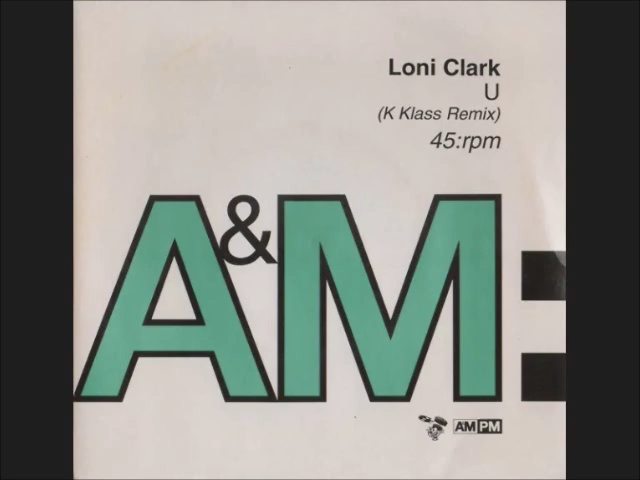 Loni Clark
U
(K Klass Remix)
45:rpm
A&M:
AM PM